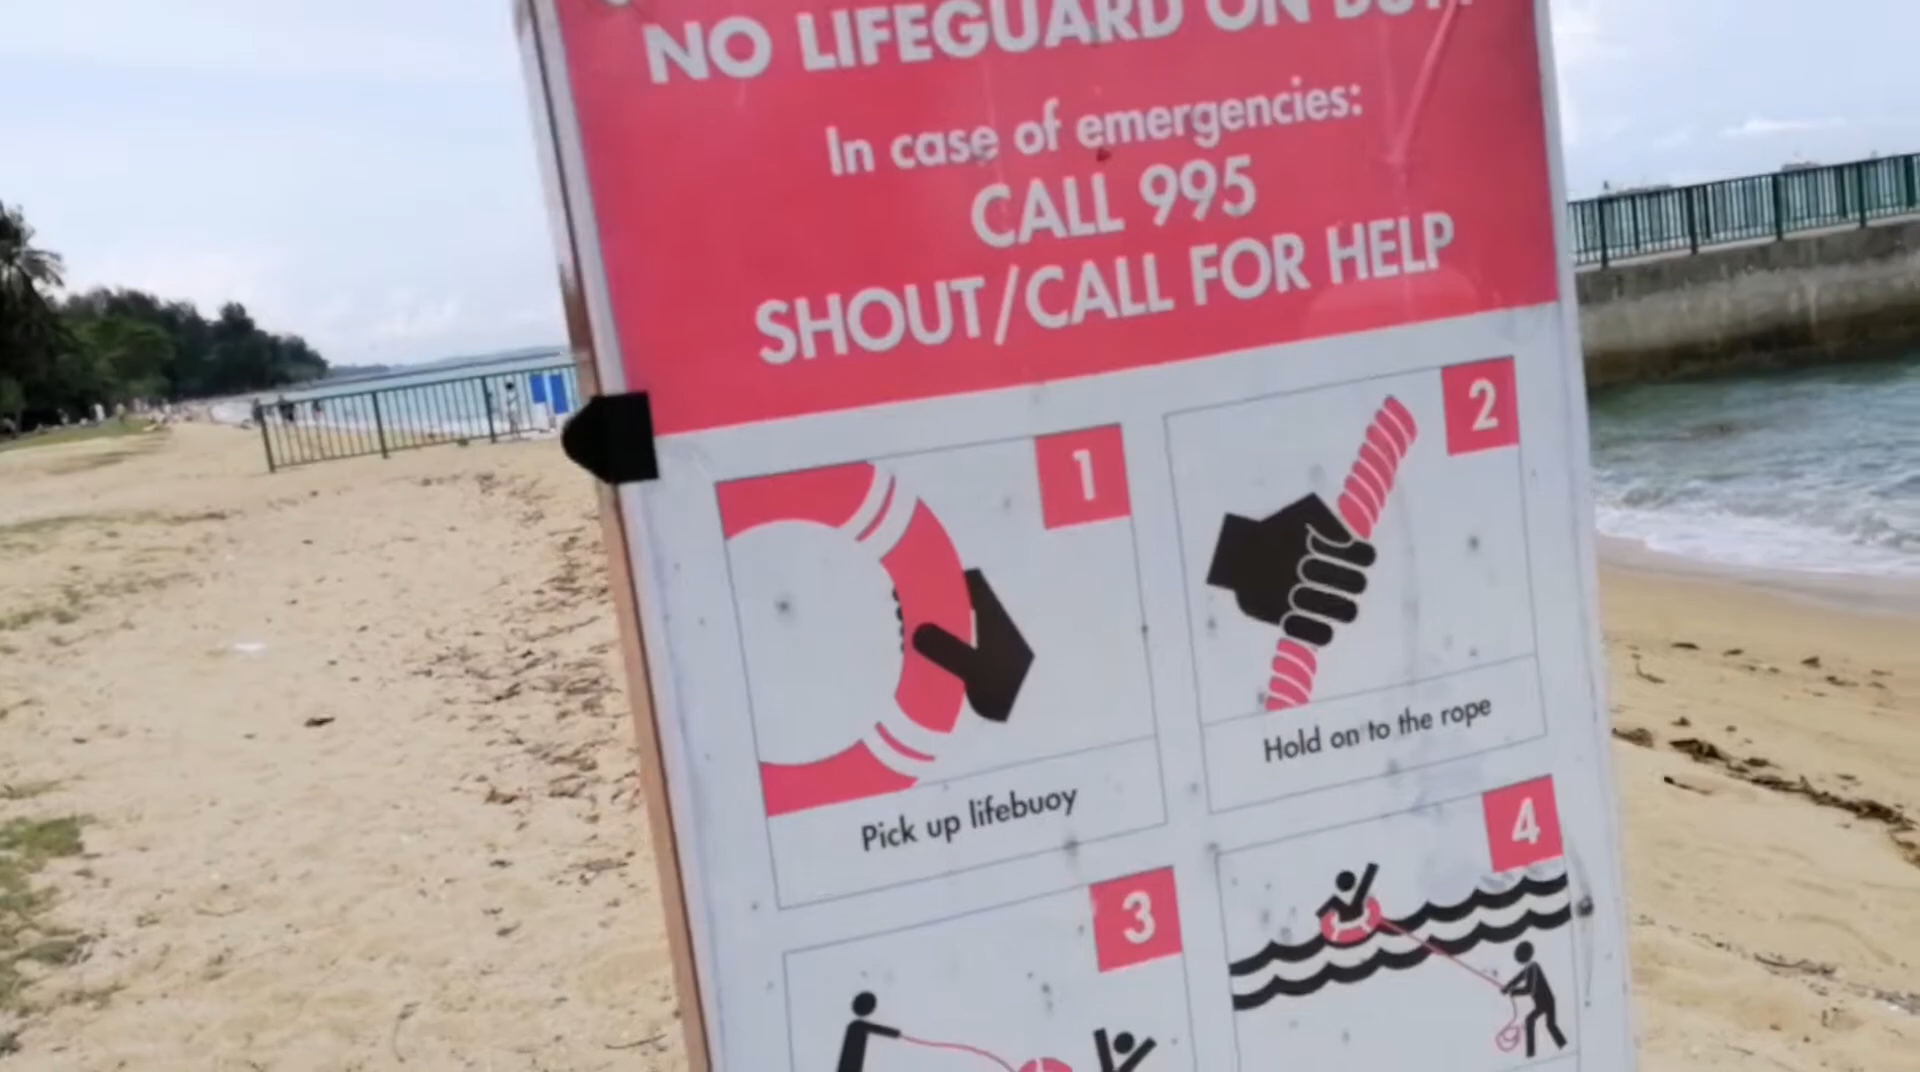 NO LIFEGUARD ON DUTY
In case of emergencies:
CALL 995
SHOUT/CALL FOR HELP
1
2
Pick up lifebuoy
Hold on to the rope
3
4